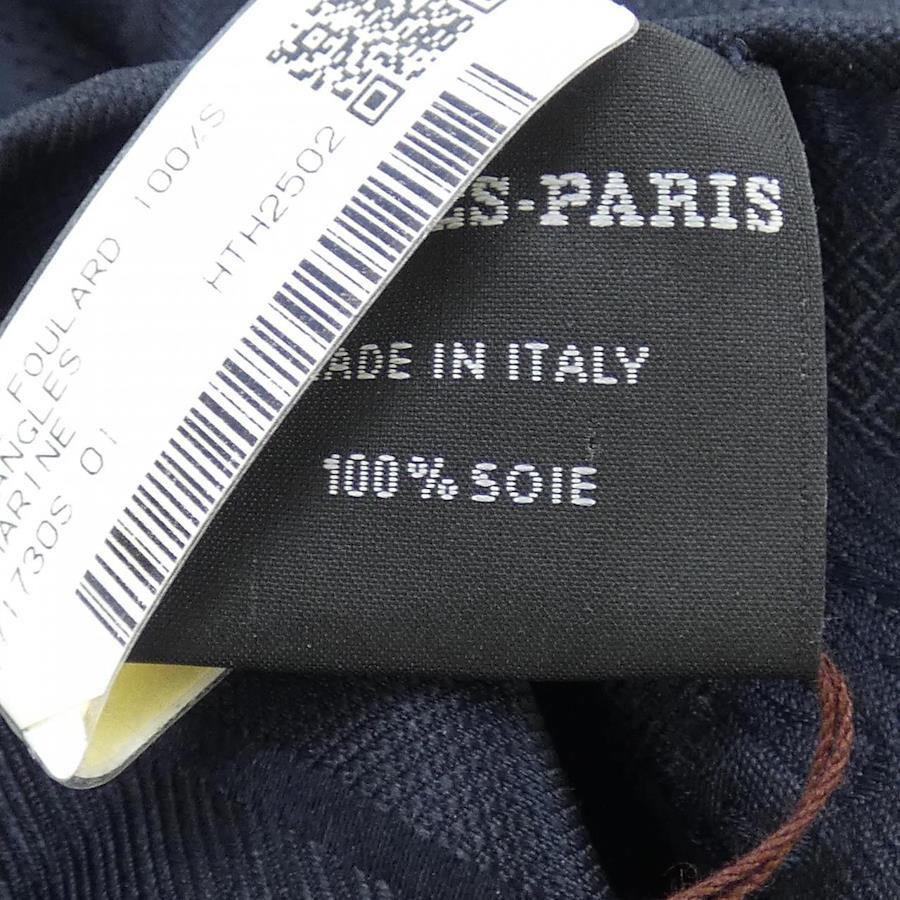 FOULARD 100% S
HTH2502
ANGLES
ARINE
1730S 01
ES-PARIS
ADE IN ITALY
100% SOIE